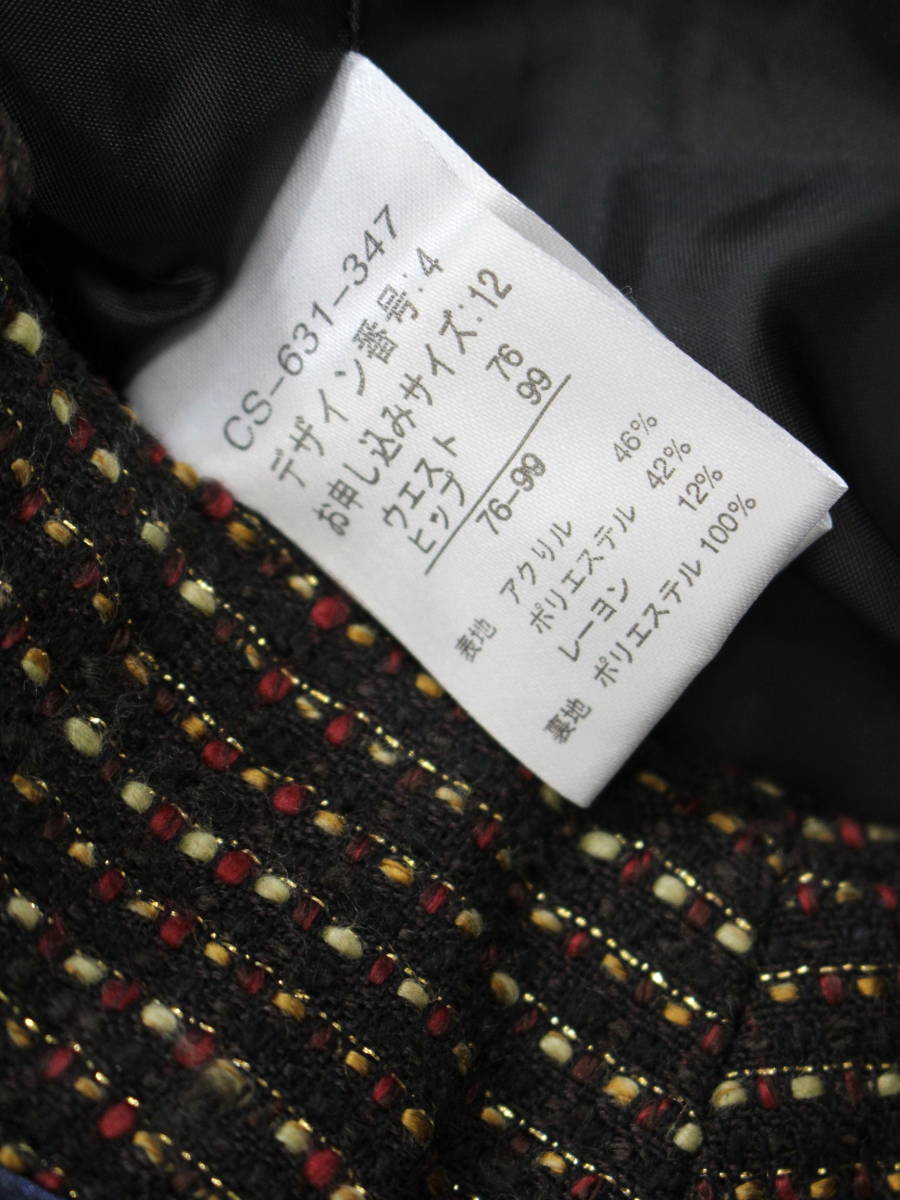 CS-631-347
デザイン番号:4
お申し込みサイズ:12
ウエスト 76
ヒップ 99
76-99
表地 アクリル 46%
ポリエステル 42%
レーヨン 12%
裏地 ポリエステル 100%